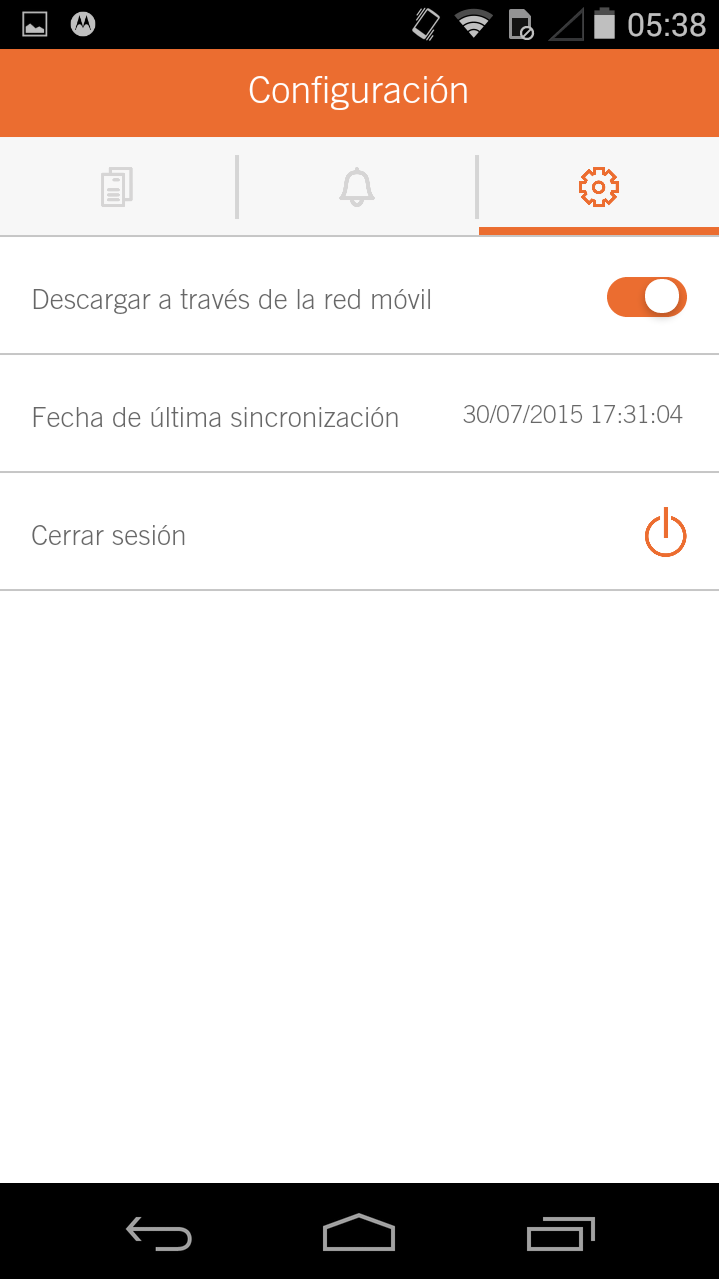 05:38
Configuración
Descargar a través de la red móvil
Fecha de última sincronización 30/07/2015 17:31:04
Cerrar sesión